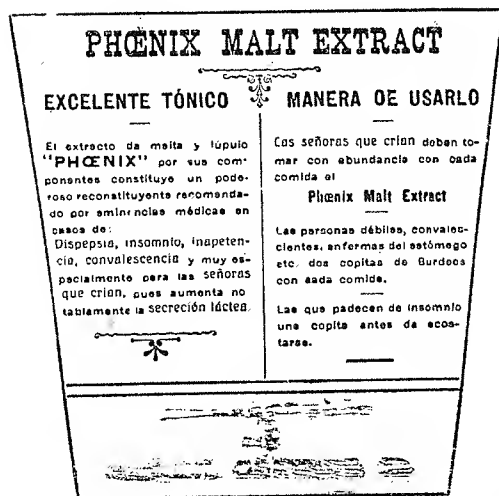 PHŒNIX MALT EXTRACT
EXCELENTE TÓNICO
El extracto de malta y lúpulo
"PHŒNIX" por sus com-
ponentes constituye un pode-
roso reconstituyente recomenda-
do por eminencias médicas en
casos de:
Dispepsia, insomnio, inapeten-
cia, convalescencia y muy es-
pecialmente para las señoras
que crian, pues aumenta no
tablemente la secreción láctea.
MANERA DE USARLO
Las señoras que crian deben to-
mar con abundancia con cada
comida el
Phœnix Malt Extract
Las personas débiles, convales-
cientes, enfermas del estómago
etc. dos copitas de Burdeos
con cada comida.
Las que padecen de insomnio
una copita antes de acos-
tarse.